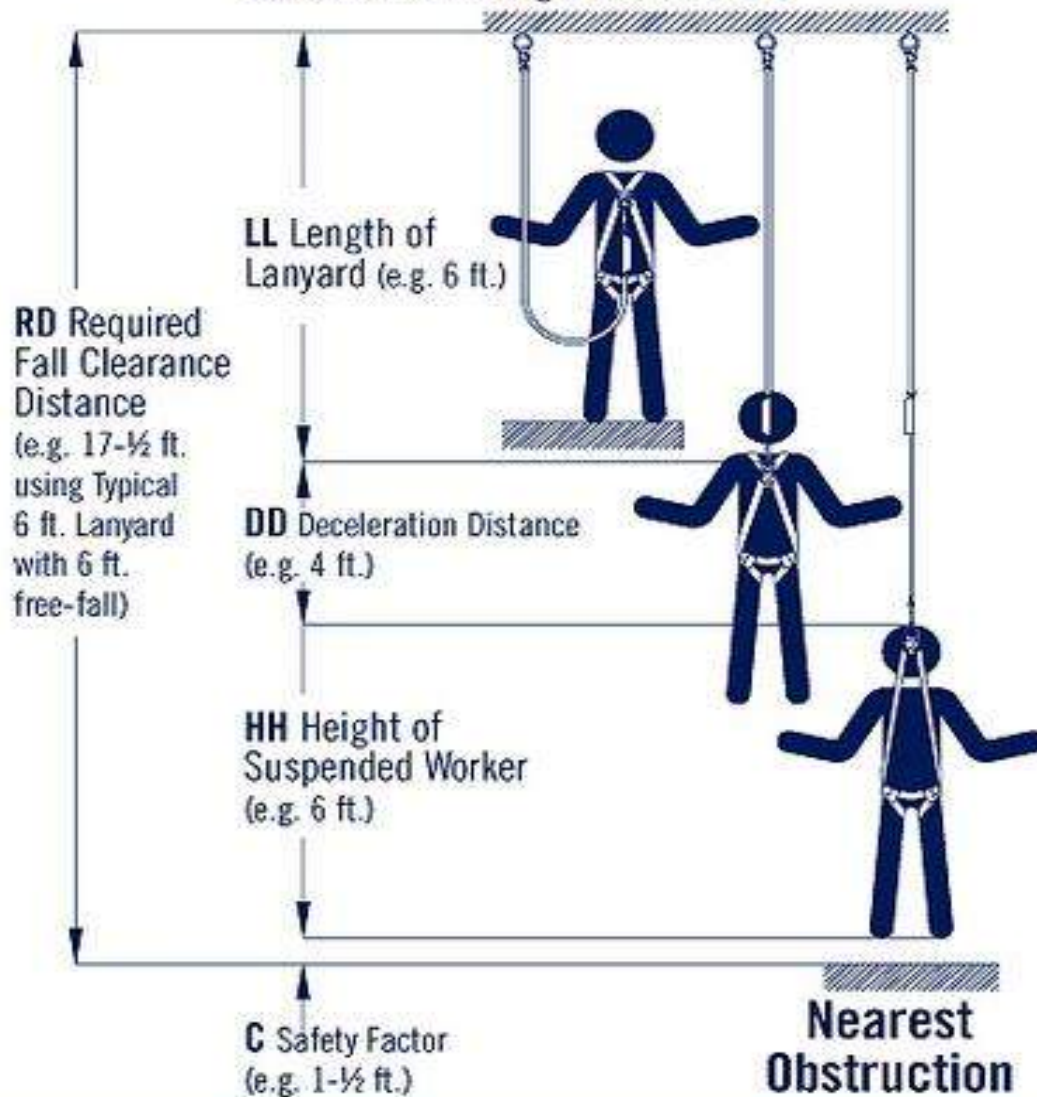 LL Length of
Lanyard (e.g. 6 ft.)
RD Required
Fall Clearance
Distance
(e.g. 17-½ ft.
using Typical
6 ft. Lanyard
with 6 ft.
free-fall)
DD Deceleration Distance
(e.g. 4 ft.)
HH Height of
Suspended Worker
(e.g. 6 ft.)
C Safety Factor
(e.g. 1-½ ft.)
Nearest
Obstruction